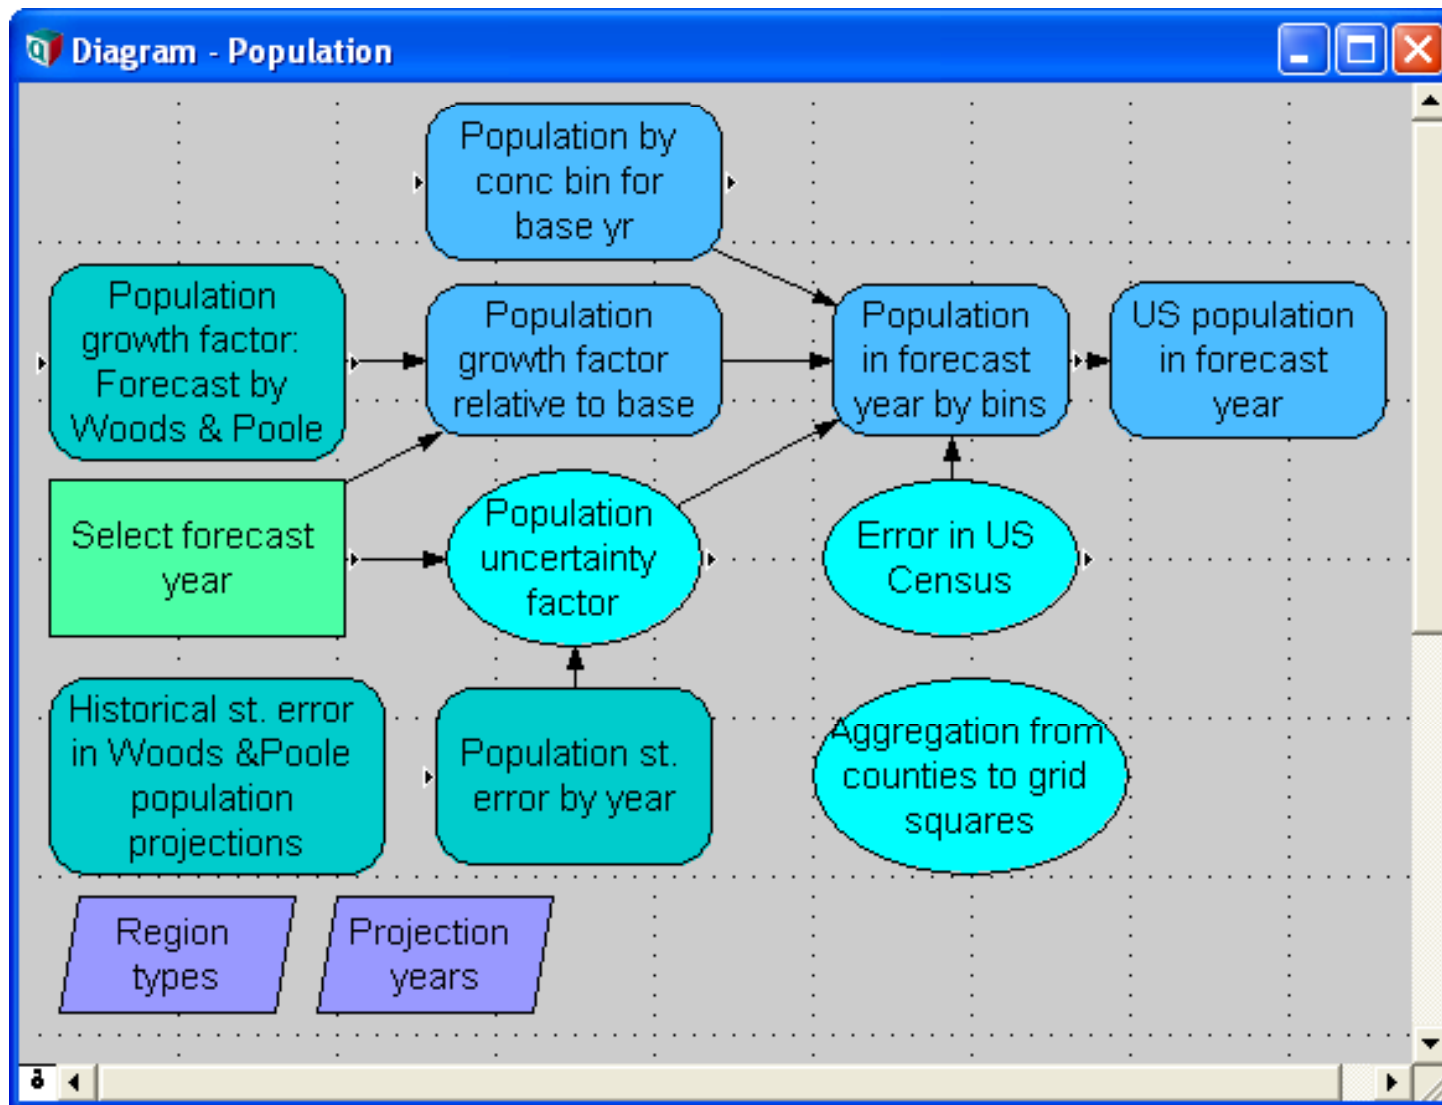 Diagram - Population
Population by
conc bin for
base yr
Population
growth factor:
Forecast by
Woods & Poole
Population
growth factor
relative to base
Population
in forecast
year by bins
US population
in forecast
year
Select forecast
year
Population
uncertainty
factor
Error in US
Census
Historical st. error
in Woods &Poole
population
projections
Population st.
error by year
Aggregation from
counties to grid
squares
Region
types
Projection
years